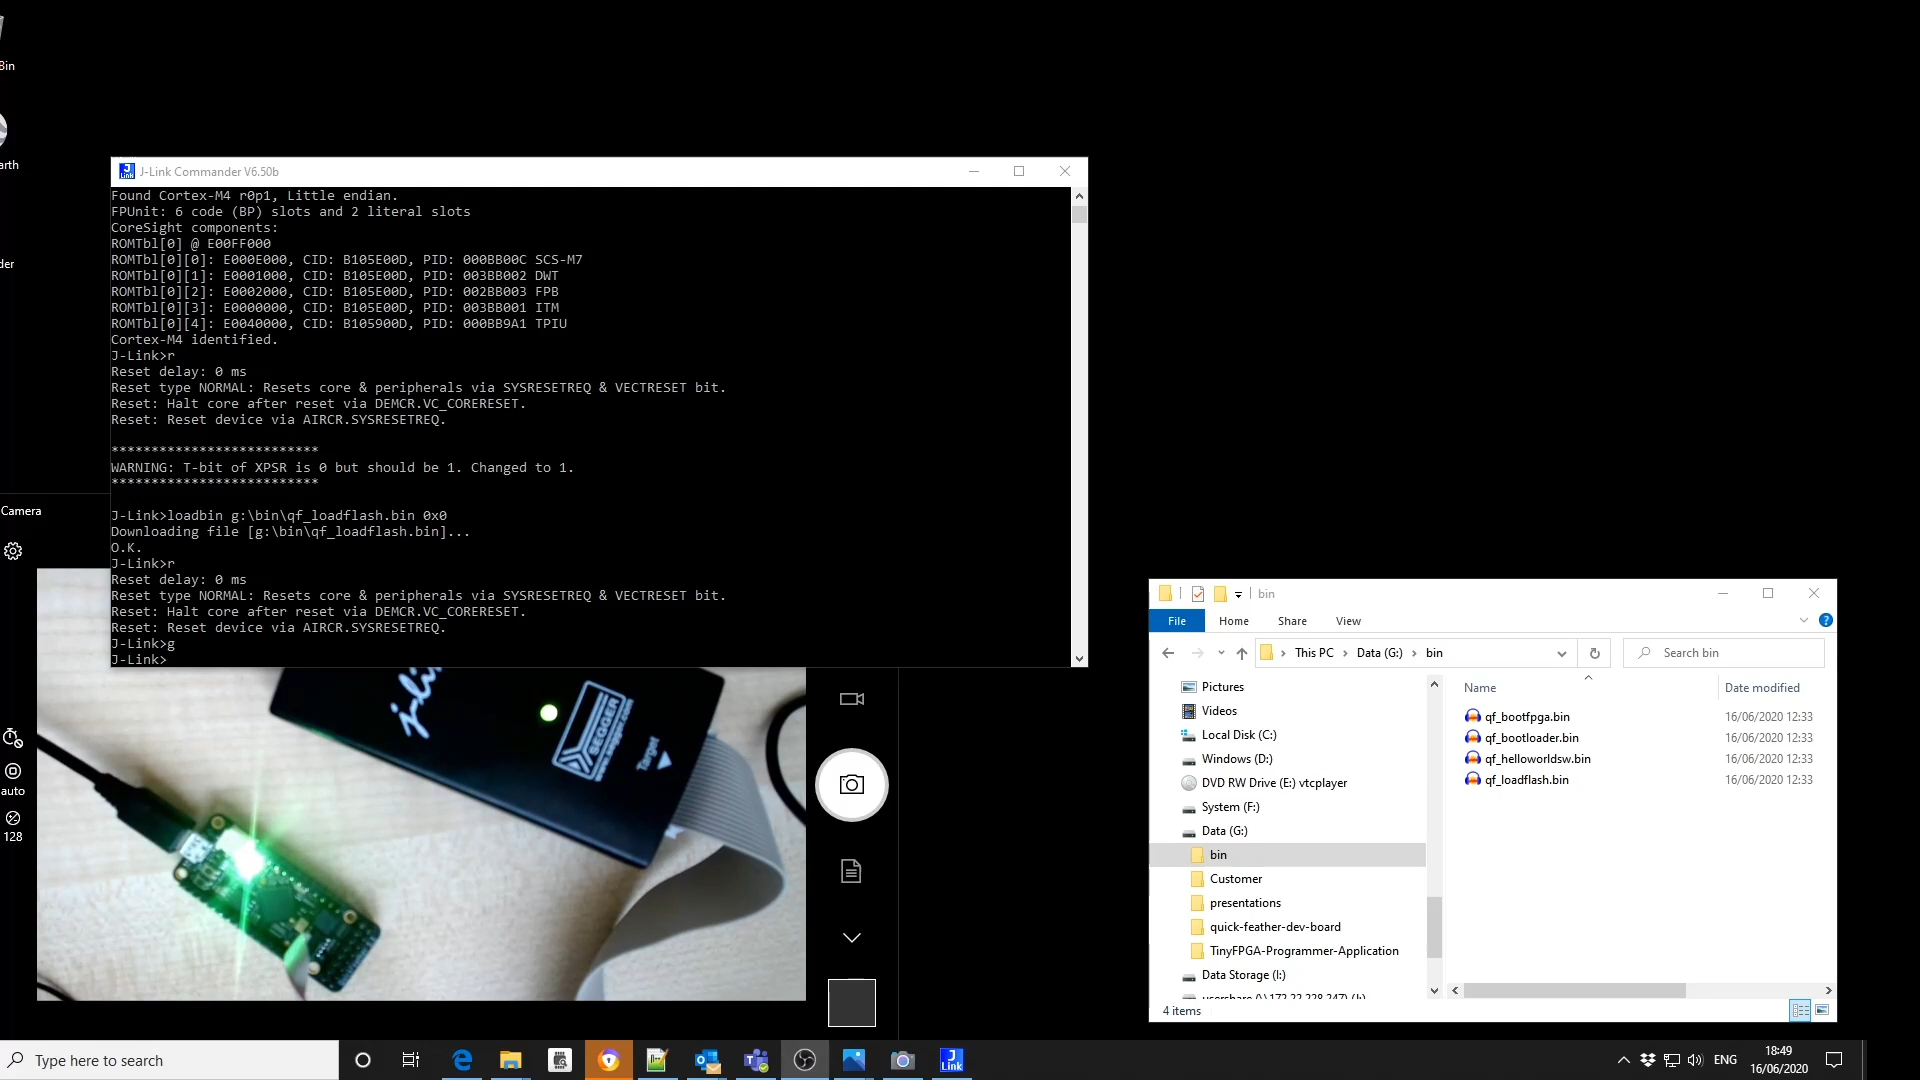 Bin
arth
der
J-Link Commander V6.50b
Found Cortex-M4 r0p1, Little endian.
FPUnit: 6 code (BP) slots and 2 literal slots
CoreSight components:
ROMTbl[0] @ E00FF000
ROMTbl[0][0]: E000E000, CID: B105E00D, PID: 000BB00C SCS-M7
ROMTbl[0][1]: E0001000, CID: B105E00D, PID: 003BB002 DWT
ROMTbl[0][2]: E0002000, CID: B105E00D, PID: 002BB003 FPB
ROMTbl[0][3]: E0000000, CID: B105E00D, PID: 003BB001 ITM
ROMTbl[0][4]: E0040000, CID: B105900D, PID: 000BB9A1 TPIU
Cortex-M4 identified.
J-Link>r
Reset delay: 0 ms
Reset type NORMAL: Resets core & peripherals via SYSRESETREQ & VECTRESET bit.
Reset: Halt core after reset via DEMCR.VC_CORERESET.
Reset: Reset device via AIRCR.SYSRESETREQ.
**************************
WARNING: T-bit of XPSR is 0 but should be 1. Changed to 1.
**************************
J-Link>loadbin g:\bin\qf_loadflash.bin 0x0
Downloading file [g:\bin\qf_loadflash.bin]...
O.K.
J-Link>r
Reset delay: 0 ms
Reset type NORMAL: Resets core & peripherals via SYSRESETREQ & VECTRESET bit.
Reset: Halt core after reset via DEMCR.VC_CORERESET.
Reset: Reset device via AIRCR.SYSRESETREQ.
J-Link>g
J-Link>
Camera
auto
128
SEGGER
www.segger.com
Target
bin
File Home Share View
This PC > Data (G:) > bin
Search bin
Pictures
Videos
Local Disk (C:)
Windows (D:)
DVD RW Drive (E:) vtcplayer
System (F:)
Data (G:)
bin
Customer
presentations
quick-feather-dev-board
TinyFPGA-Programmer-Application
Data Storage (I:)
Name Date modified
qf_bootfpga.bin 16/06/2020 12:33
qf_bootloader.bin 16/06/2020 12:33
qf_helloworldsw.bin 16/06/2020 12:33
qf_loadflash.bin 16/06/2020 12:33
4 items
Type here to search
J
Link
ENG
18:49
16/06/2020